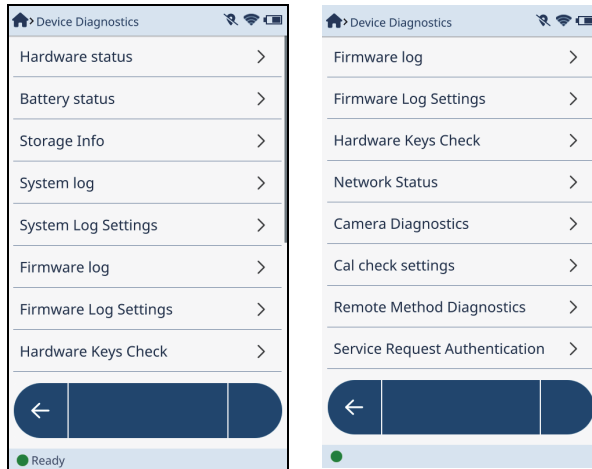 Device Diagnostics
Hardware status
Battery status
Storage Info
System log
System Log Settings
Firmware log
Firmware Log Settings
Hardware Keys Check
Ready
Device Diagnostics
Firmware log
Firmware Log Settings
Hardware Keys Check
Network Status
Camera Diagnostics
Cal check settings
Remote Method Diagnostics
Service Request Authentication